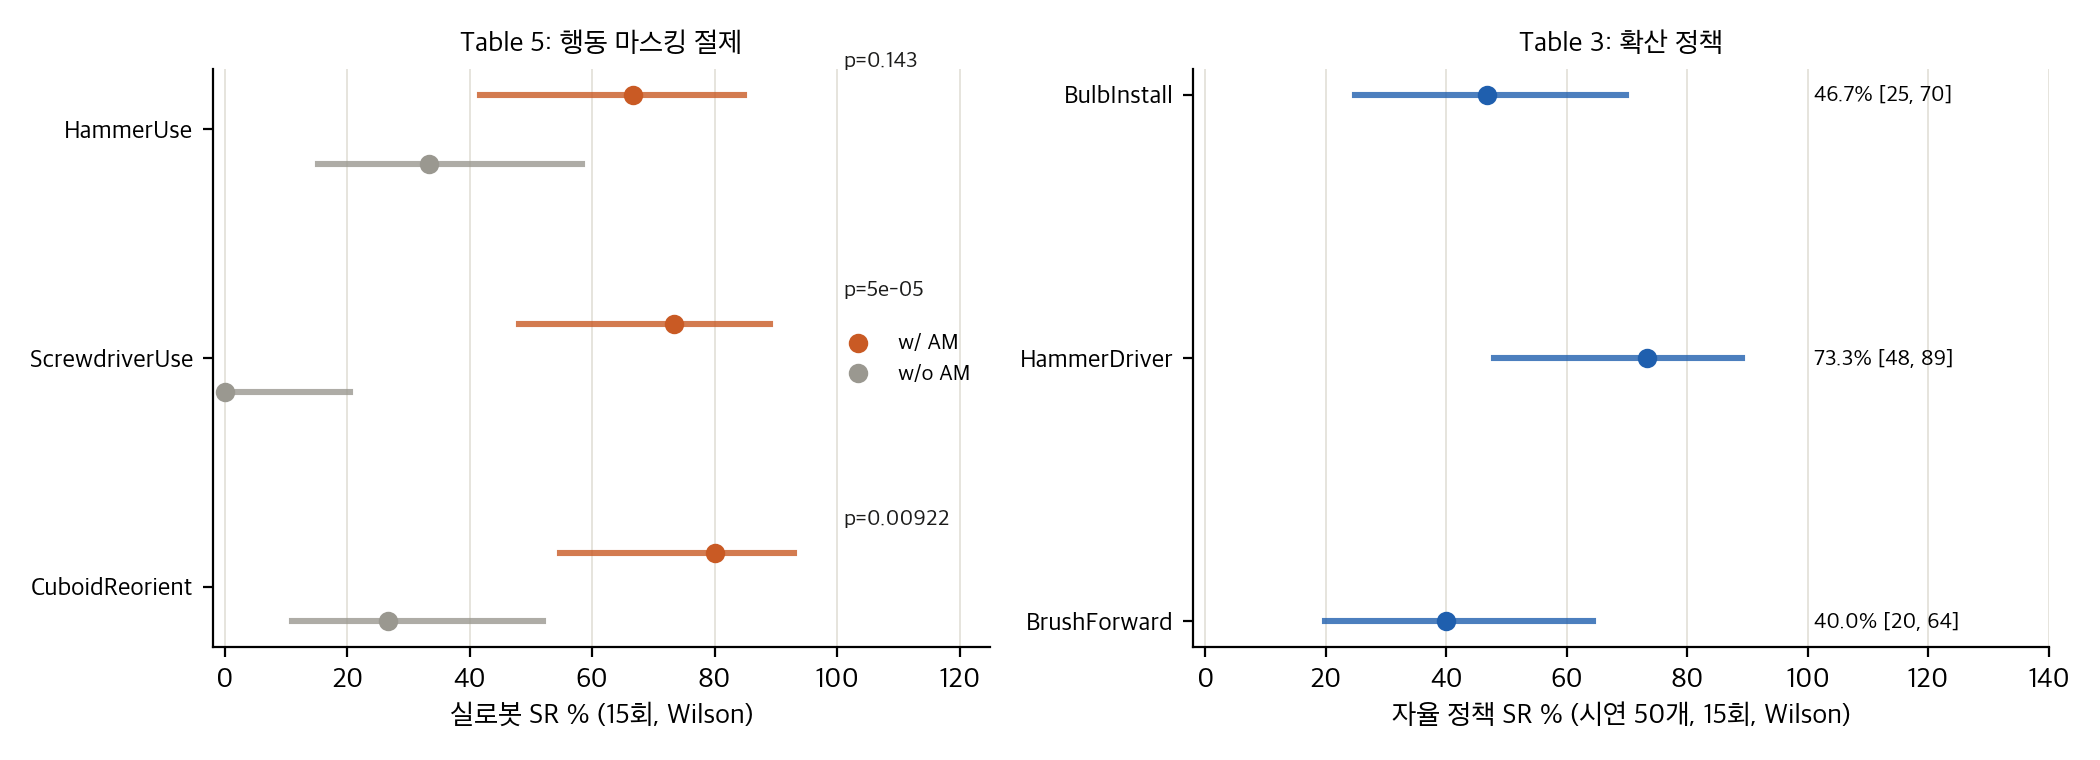 Table 5: 행동 마스킹 절제
p=0.143
HammerUse
p=5e-05
w/ AM
ScrewdriverUse
w/o AM
p=0.00922
CuboidReorient
0 20 40 60 80 100 120
실로봇 SR % (15회, Wilson)
Table 3: 확산 정책
BulbInstall
46.7% [25, 70]
HammerDriver
73.3% [48, 89]
BrushForward
40.0% [20, 64]
0 20 40 60 80 100 120 140
자율 정책 SR % (시연 50개, 15회, Wilson)